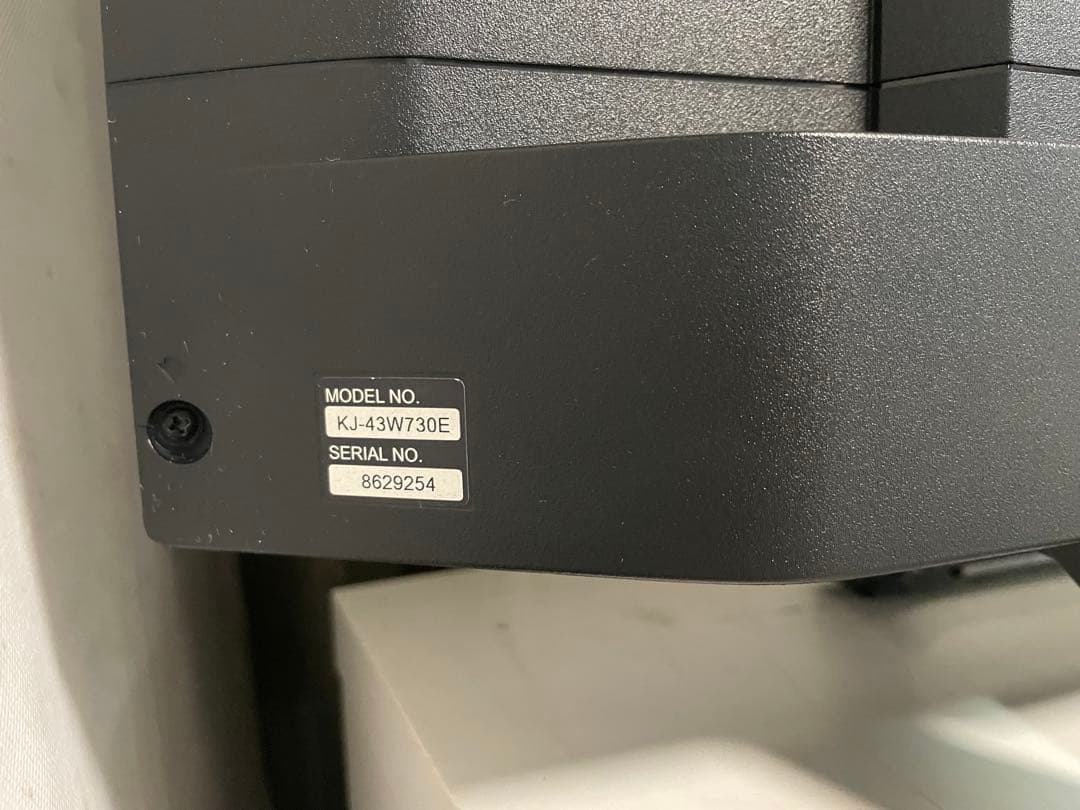 MODEL NO.
KJ-43W730E
SERIAL NO.
8629254